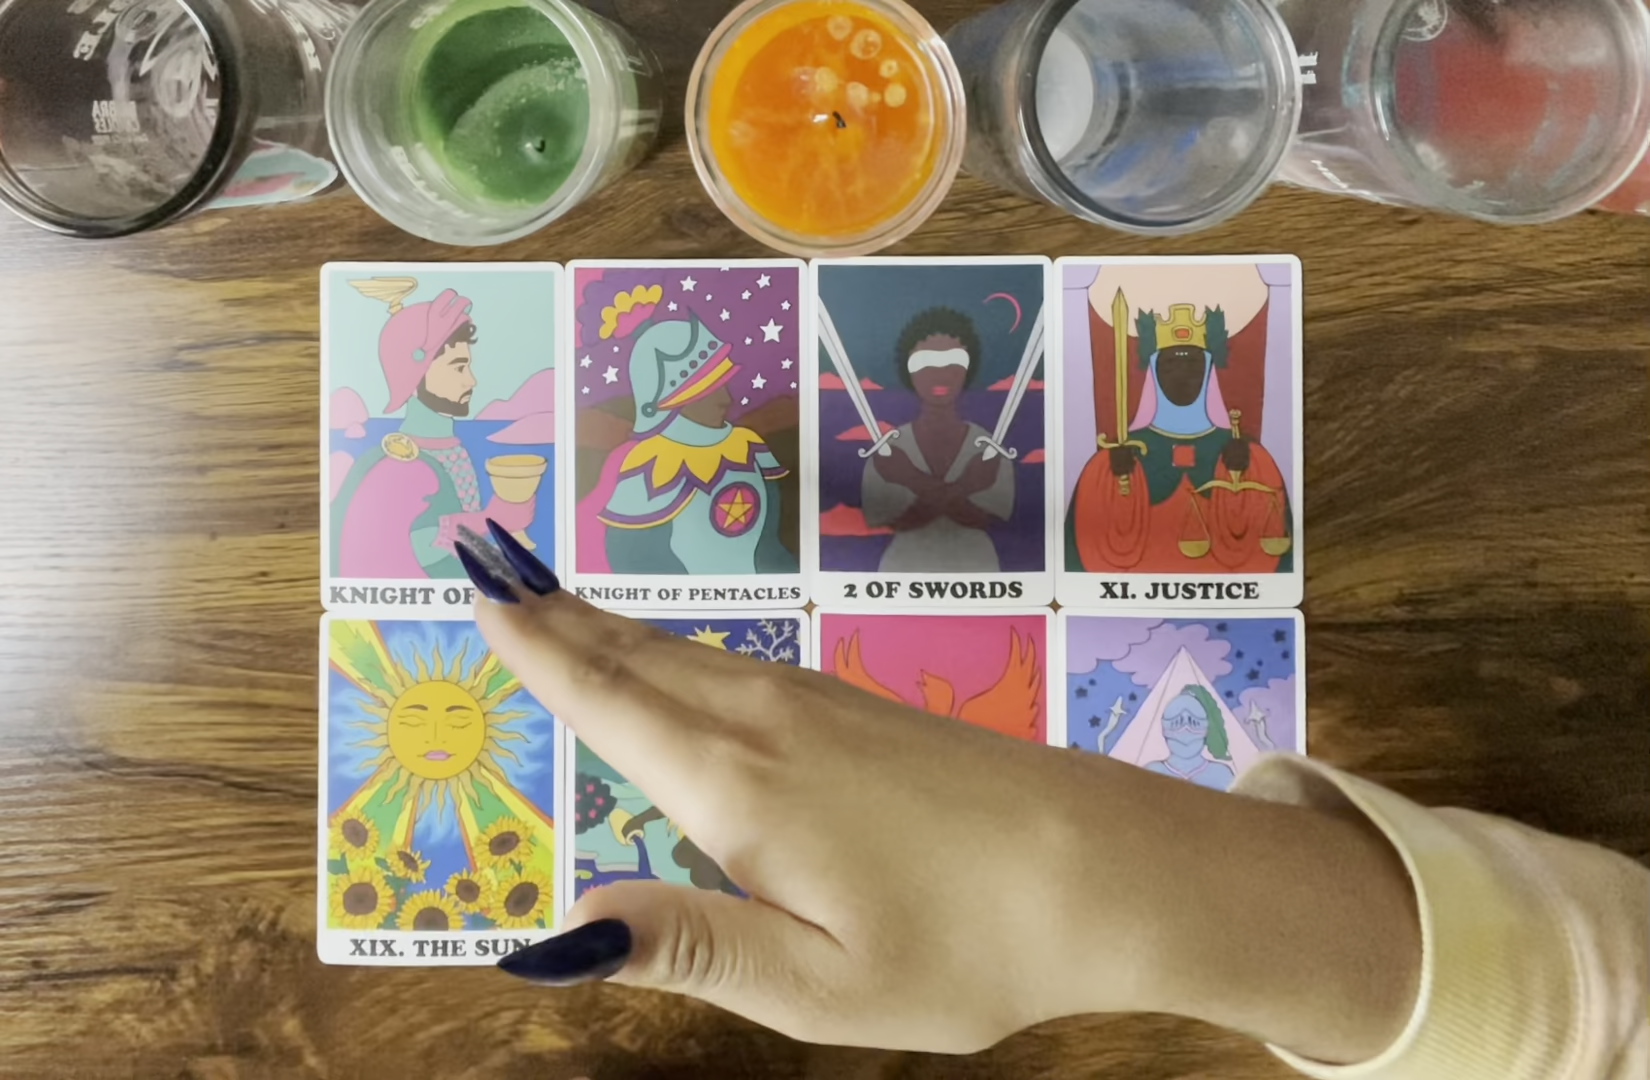 KNIGHT OF
KNIGHT OF PENTACLES
2 OF SWORDS
XI. JUSTICE
XIX. THE SUN